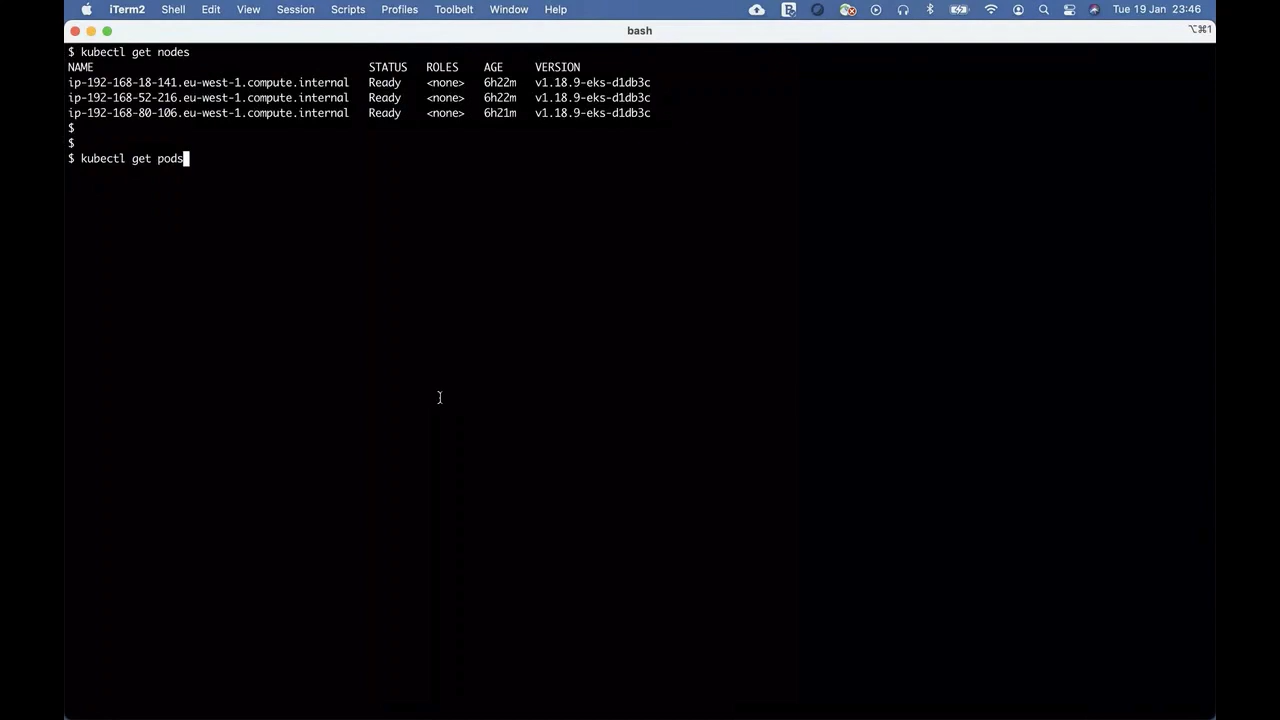 iTerm2 Shell Edit View Session Scripts Profiles Toolbelt Window Help Tue 19 Jan 23:46
bash ⌥⌘1
$ kubectl get nodes
NAME STATUS ROLES AGE VERSION
ip-192-168-18-141.eu-west-1.compute.internal Ready <none> 6h22m v1.18.9-eks-d1db3c
ip-192-168-52-216.eu-west-1.compute.internal Ready <none> 6h22m v1.18.9-eks-d1db3c
ip-192-168-80-106.eu-west-1.compute.internal Ready <none> 6h21m v1.18.9-eks-d1db3c
$
$
$ kubectl get pods